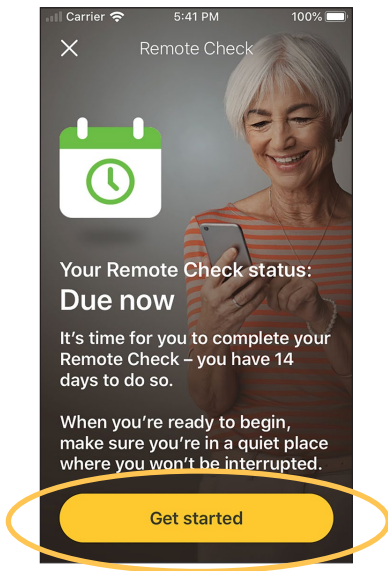 Carrier 5:41 PM 100%
Remote Check
Your Remote Check status:
Due now
It's time for you to complete your
Remote Check – you have 14
days to do so.
When you're ready to begin,
make sure you're in a quiet place
where you won't be interrupted.
Get started